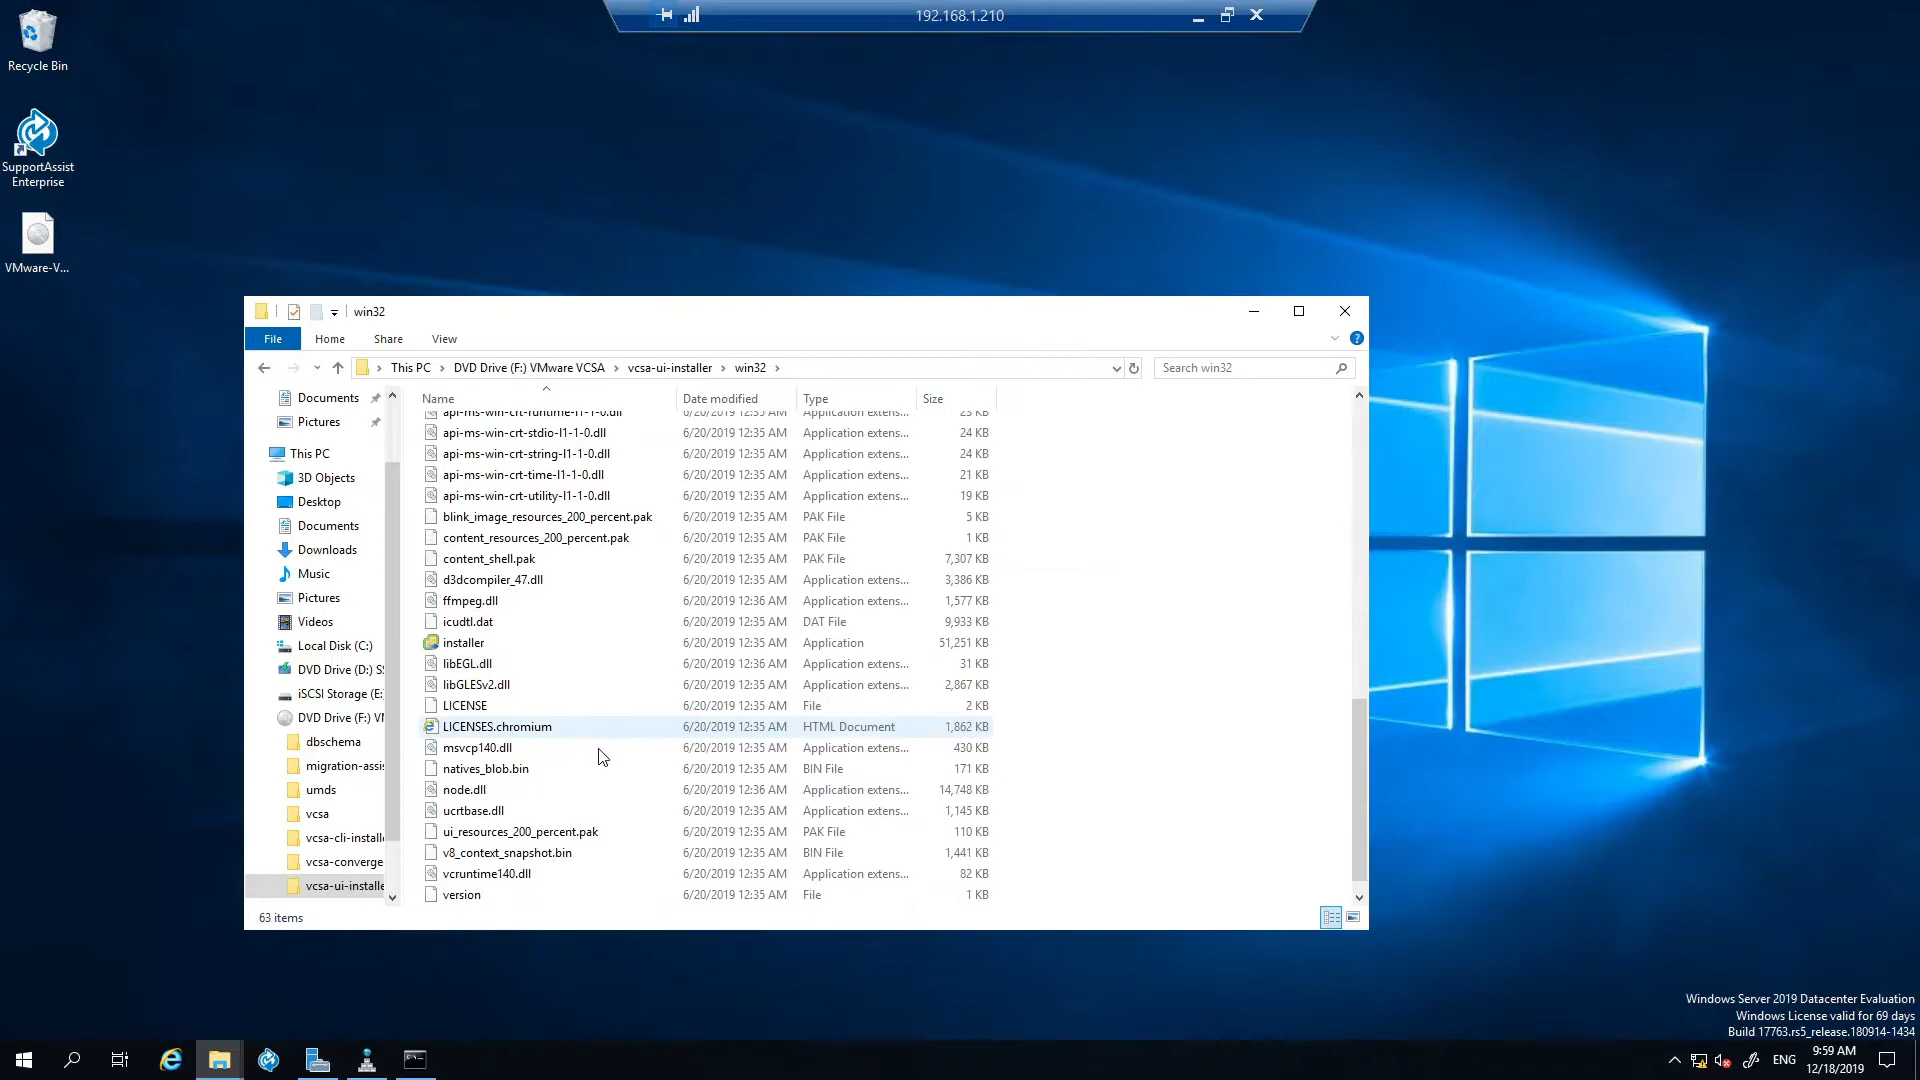 Recycle Bin
SupportAssist
Enterprise
VMware-V...
192.168.1.210
win32
File Home Share View
This PC DVD Drive (F:) VMware VCSA vcsa-ui-installer win32
Search win32
Documents
Pictures
This PC
3D Objects
Desktop
Documents
Downloads
Music
Pictures
Videos
Local Disk (C:)
DVD Drive (D:) S
iSCSI Storage (E:
DVD Drive (F:) V
dbschema
migration-assis
umds
vcsa
vcsa-cli-install
vcsa-converge
vcsa-ui-installe
Name Date modified Type Size
api-ms-win-crt-runtime-l1-1-0.dll 6/20/2019 12:35 AM Application extens... 23 KB
api-ms-win-crt-stdio-l1-1-0.dll 6/20/2019 12:35 AM Application extens... 24 KB
api-ms-win-crt-string-l1-1-0.dll 6/20/2019 12:35 AM Application extens... 24 KB
api-ms-win-crt-time-l1-1-0.dll 6/20/2019 12:35 AM Application extens... 21 KB
api-ms-win-crt-utility-l1-1-0.dll 6/20/2019 12:35 AM Application extens... 19 KB
blink_image_resources_200_percent.pak 6/20/2019 12:35 AM PAK File 5 KB
content_resources_200_percent.pak 6/20/2019 12:35 AM PAK File 1 KB
content_shell.pak 6/20/2019 12:35 AM PAK File 7,307 KB
d3dcompiler_47.dll 6/20/2019 12:35 AM Application extens... 3,386 KB
ffmpeg.dll 6/20/2019 12:36 AM Application extens... 1,577 KB
icudtl.dat 6/20/2019 12:35 AM DAT File 9,933 KB
installer 6/20/2019 12:35 AM Application 51,251 KB
libEGL.dll 6/20/2019 12:36 AM Application extens... 31 KB
libGLESv2.dll 6/20/2019 12:35 AM Application extens... 2,867 KB
LICENSE 6/20/2019 12:35 AM File 2 KB
LICENSES.chromium 6/20/2019 12:35 AM HTML Document 1,862 KB
msvcp140.dll 6/20/2019 12:35 AM Application extens... 430 KB
natives_blob.bin 6/20/2019 12:35 AM BIN File 171 KB
node.dll 6/20/2019 12:36 AM Application extens... 14,748 KB
ucrtbase.dll 6/20/2019 12:35 AM Application extens... 1,145 KB
ui_resources_200_percent.pak 6/20/2019 12:35 AM PAK File 110 KB
v8_context_snapshot.bin 6/20/2019 12:35 AM BIN File 1,441 KB
vcruntime140.dll 6/20/2019 12:35 AM Application extens... 82 KB
version 6/20/2019 12:35 AM File 1 KB
63 items
Windows Server 2019 Datacenter Evaluation
Windows License valid for 69 days
Build 17763.rs5_release.180914-1434
ENG
9:59 AM
12/18/2019